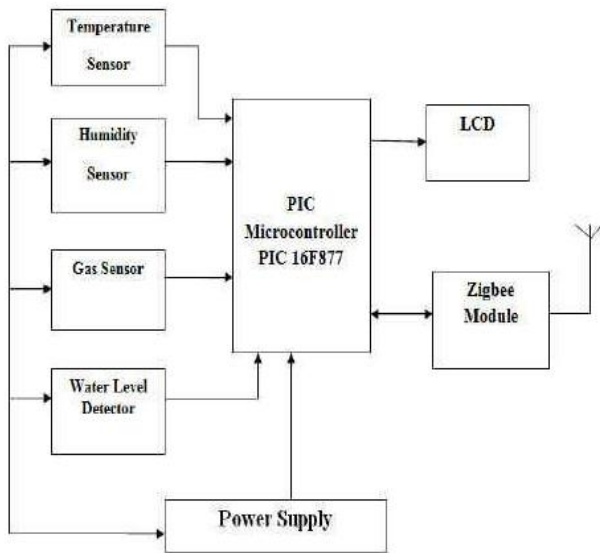 Temperature
Sensor
Humidity
Sensor
Gas Sensor
Water Level
Detector
PIC
Microcontroller
PIC 16F877
LCD
Zigbee
Module
Power Supply